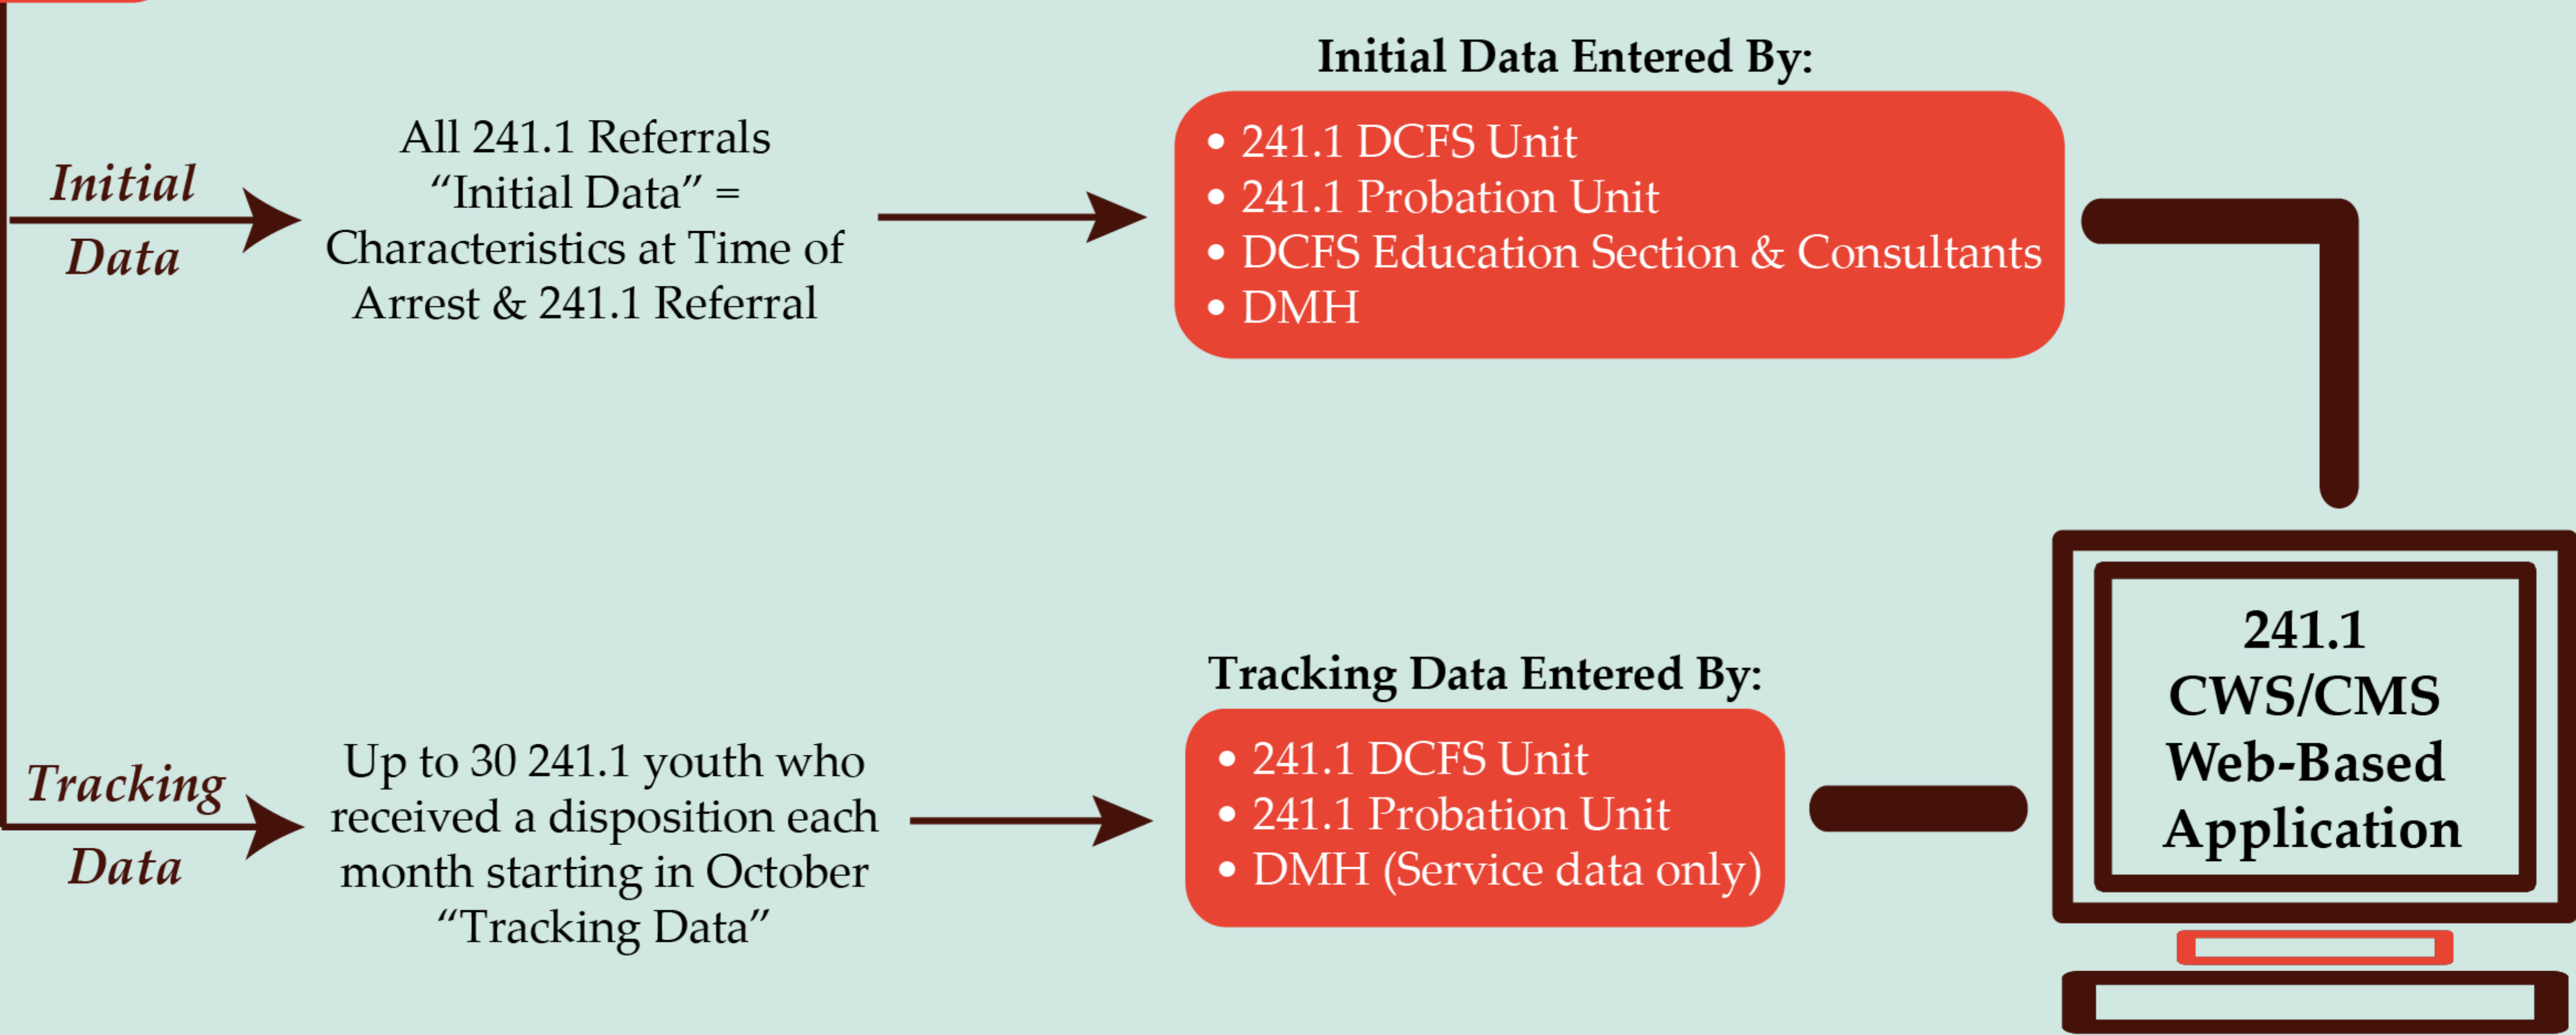 Initial
Data
All 241.1 Referrals
“Initial Data” =
Characteristics at Time of
Arrest & 241.1 Referral
Initial Data Entered By:
• 241.1 DCFS Unit
• 241.1 Probation Unit
• DCFS Education Section & Consultants
• DMH
Tracking
Data
Up to 30 241.1 youth who
received a disposition each
month starting in October
“Tracking Data”
Tracking Data Entered By:
• 241.1 DCFS Unit
• 241.1 Probation Unit
• DMH (Service data only)
241.1
CWS/CMS
Web-Based
Application